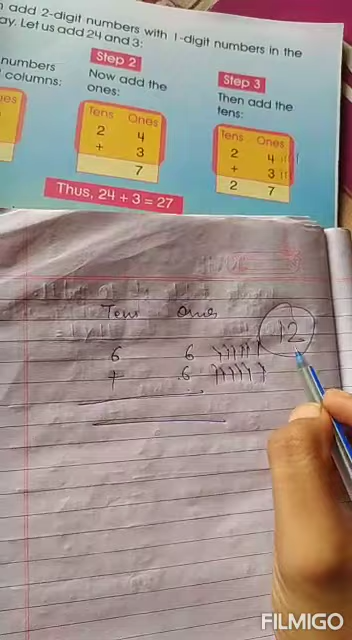 add 2-digit numbers with 1-digit numbers in the
ay. Let us add 24 and 3:
numbers
columns:
Step 2
Now add the
ones:
Tens Ones
2 4
+ 3
7
Step 3
Then add the
tens:
Tens Ones
2 4
+ 3
2 7
Thus, 24 + 3 = 27
Tens Ones
6 6
+ 6
12
FILMIGO